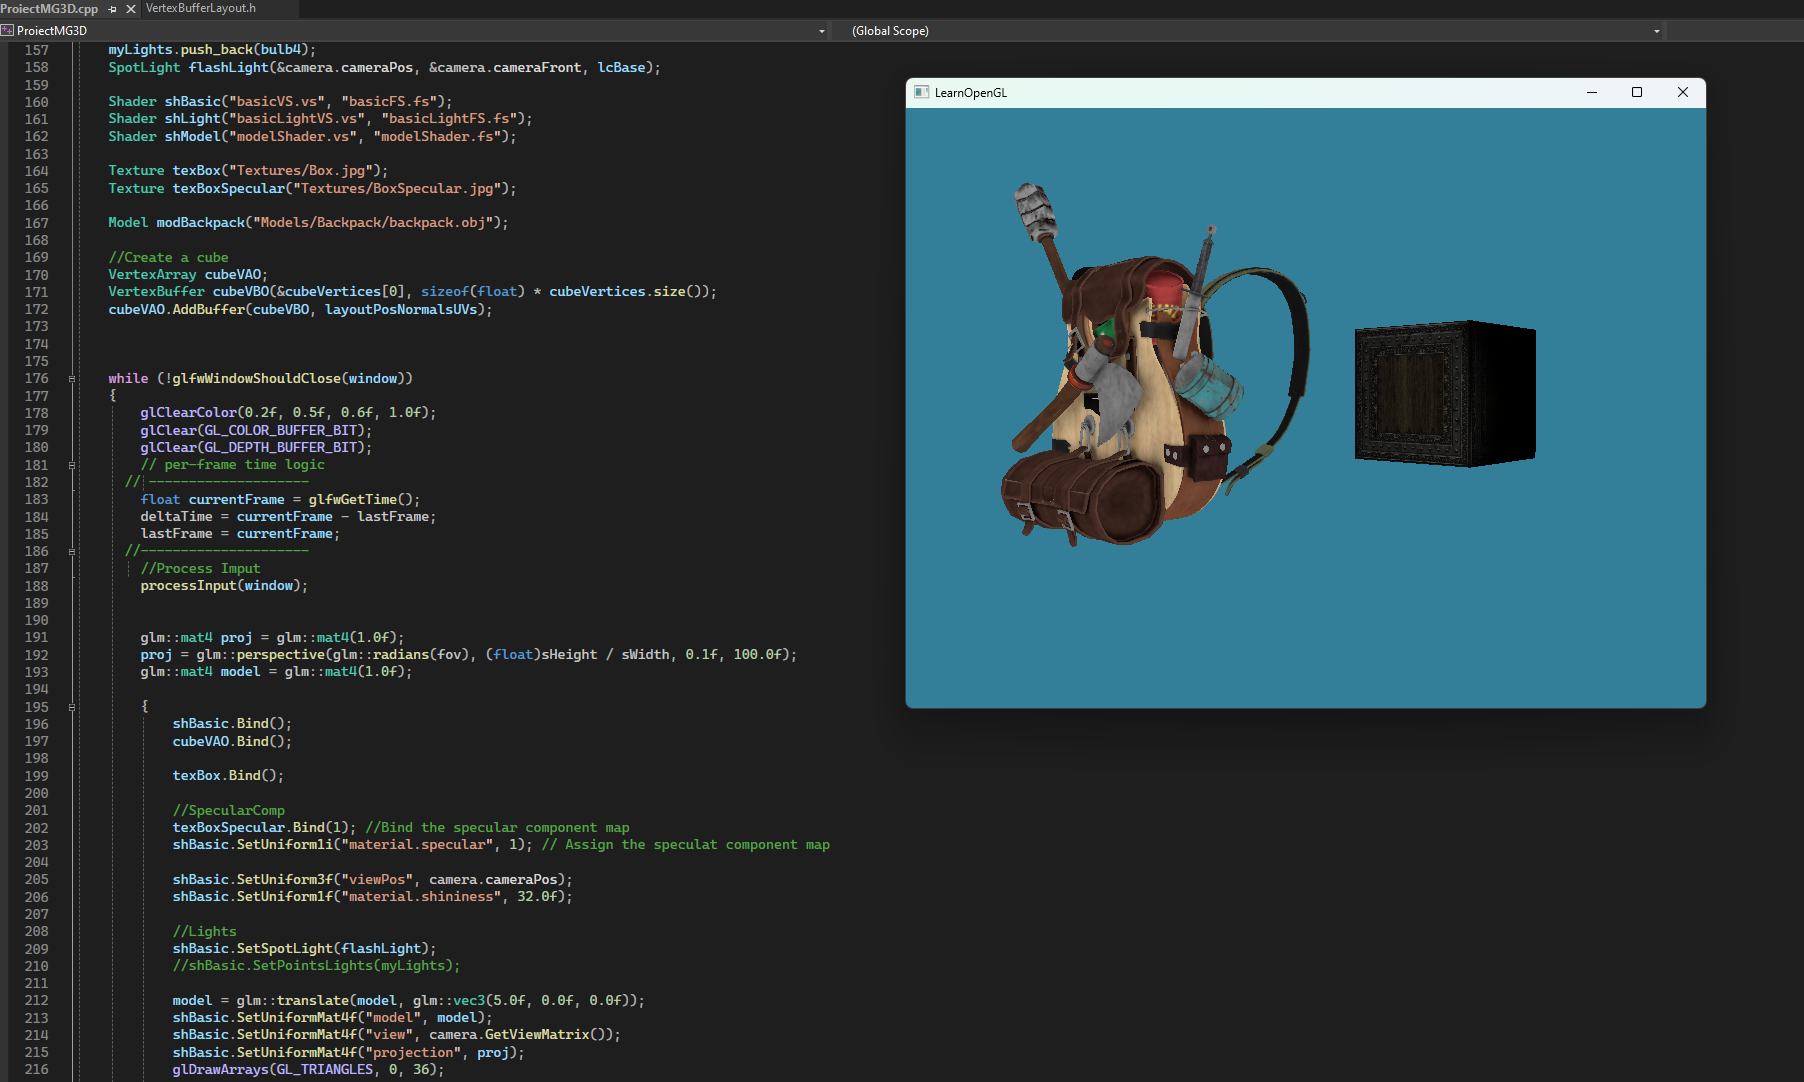 ProiectMG3D.cpp
VertexBufferLayout.h
ProiectMG3D
(Global Scope)
157 myLights.push_back(bulb4);
158 SpotLight flashLight(&camera.cameraPos, &camera.cameraFront, lcBase);
159
160 Shader shBasic("basicVS.vs", "basicFS.fs");
161 Shader shLight("basicLightVS.vs", "basicLightFS.fs");
162 Shader shModel("modelShader.vs", "modelShader.fs");
163
164 Texture texBox("Textures/Box.jpg");
165 Texture texBoxSpecular("Textures/BoxSpecular.jpg");
166
167 Model modBackpack("Models/Backpack/backpack.obj");
168
169 //Create a cube
170 VertexArray cubeVAO;
171 VertexBuffer cubeVBO(&cubeVertices[0], sizeof(float) * cubeVertices.size());
172 cubeVAO.AddBuffer(cubeVBO, layoutPosNormalsUVs);
173
174
175
176 while (!glfwWindowShouldClose(window))
177 {
178 glClearColor(0.2f, 0.5f, 0.6f, 1.0f);
179 glClear(GL_COLOR_BUFFER_BIT);
180 glClear(GL_DEPTH_BUFFER_BIT);
181 // per-frame time logic
182 // --------------------
183 float currentFrame = glfwGetTime();
184 deltaTime = currentFrame - lastFrame;
185 lastFrame = currentFrame;
186 //---------------------
187 //Process Imput
188 processInput(window);
189
190
191 glm::mat4 proj = glm::mat4(1.0f);
192 proj = glm::perspective(glm::radians(fov), (float)sHeight / sWidth, 0.1f, 100.0f);
193 glm::mat4 model = glm::mat4(1.0f);
194
195 {
196 shBasic.Bind();
197 cubeVAO.Bind();
198
199 texBox.Bind();
200
201 //SpecularComp
202 texBoxSpecular.Bind(1); //Bind the specular component map
203 shBasic.SetUniform1i("material.specular", 1); // Assign the speculat component map
204
205 shBasic.SetUniform3f("viewPos", camera.cameraPos);
206 shBasic.SetUniform1f("material.shininess", 32.0f);
207
208 //Lights
209 shBasic.SetSpotLight(flashLight);
210 //shBasic.SetPointsLights(myLights);
211
212 model = glm::translate(model, glm::vec3(5.0f, 0.0f, 0.0f));
213 shBasic.SetUniformMat4f("model", model);
214 shBasic.SetUniformMat4f("view", camera.GetViewMatrix());
215 shBasic.SetUniformMat4f("projection", proj);
216 glDrawArrays(GL_TRIANGLES, 0, 36);
LearnOpenGL